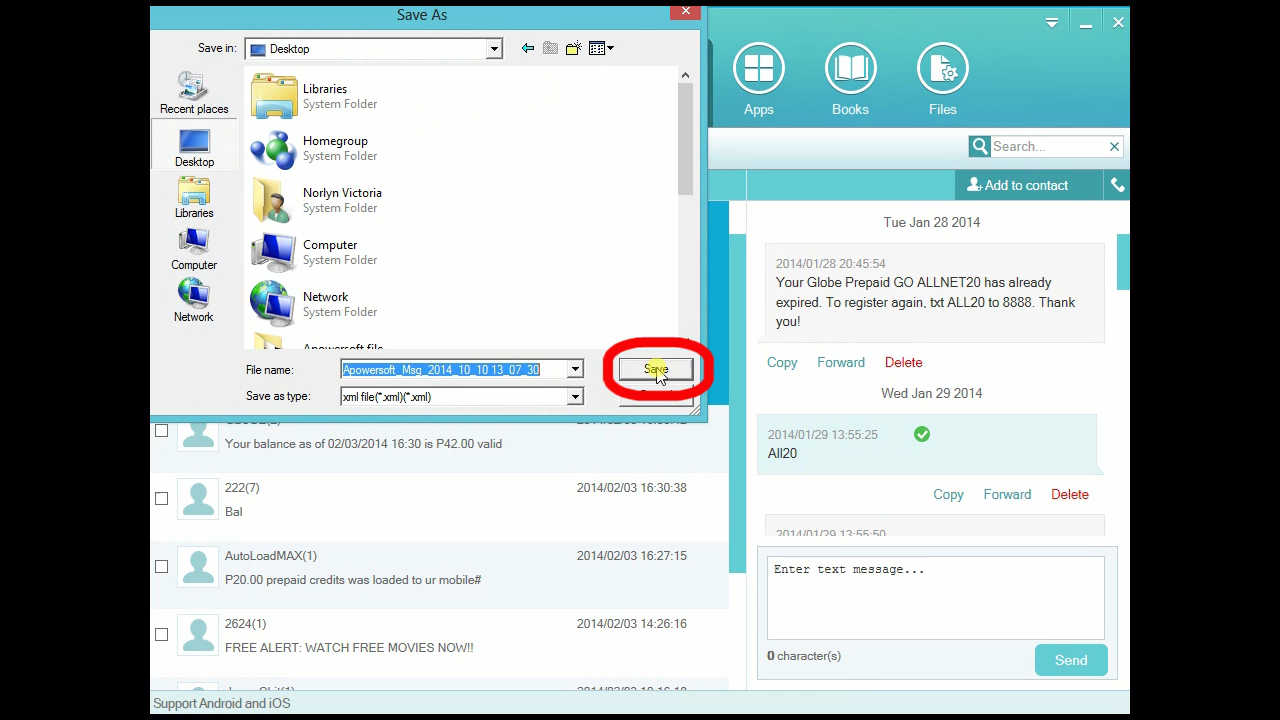 Save As
Save in:
Desktop
Recent places
Desktop
Libraries
Computer
Network
Libraries
System Folder
Homegroup
System Folder
Norlyn Victoria
System Folder
Computer
System Folder
Network
System Folder
Apowersoft file
File name:
Apowersoft_Msg_2014_10_10 13_07_30
Save
Save as type:
xml file(*.xml)(*.xml)
Apps
Books
Files
Search...
Add to contact
Your balance as of 02/03/2014 16:30 is P42.00 valid
222(7)
2014/02/03 16:30:38
Bal
AutoLoadMAX(1)
2014/02/03 16:27:15
P20.00 prepaid credits was loaded to ur mobile#
2624(1)
2014/02/03 14:26:16
FREE ALERT: WATCH FREE MOVIES NOW!!
Tue Jan 28 2014
2014/01/28 20:45:54
Your Globe Prepaid GO ALLNET20 has already
expired. To register again, txt ALL20 to 8888. Thank
you!
Copy Forward Delete
Wed Jan 29 2014
2014/01/29 13:55:25
All20
Copy Forward Delete
2014/01/29 13:55:50
Enter text message...
0 character(s)
Send
Support Android and iOS